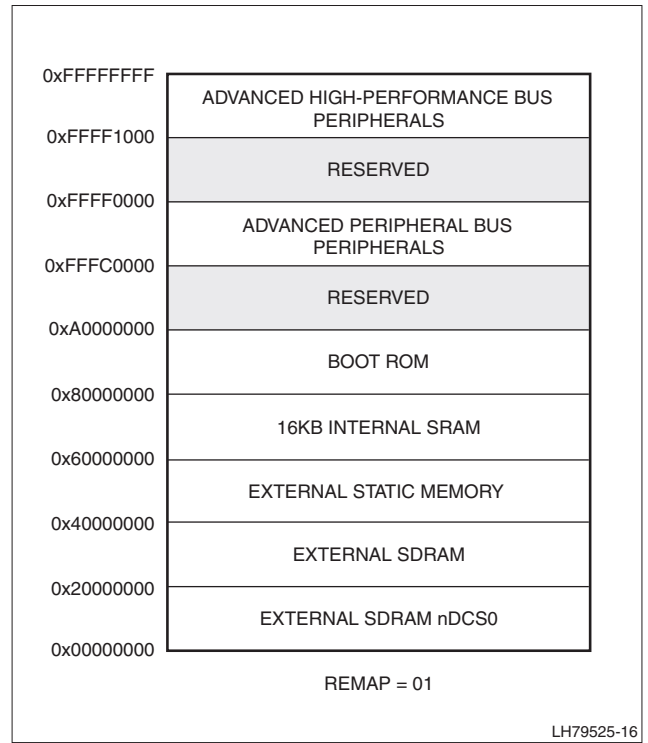 0xFFFFFFFF
ADVANCED HIGH-PERFORMANCE BUS
PERIPHERALS
0xFFFF1000
RESERVED
0xFFFF0000
ADVANCED PERIPHERAL BUS
PERIPHERALS
0xFFFC0000
RESERVED
0xA0000000
BOOT ROM
0x80000000
16KB INTERNAL SRAM
0x60000000
EXTERNAL STATIC MEMORY
0x40000000
EXTERNAL SDRAM
0x20000000
EXTERNAL SDRAM nDCS0
0x00000000
REMAP = 01
LH79525-16